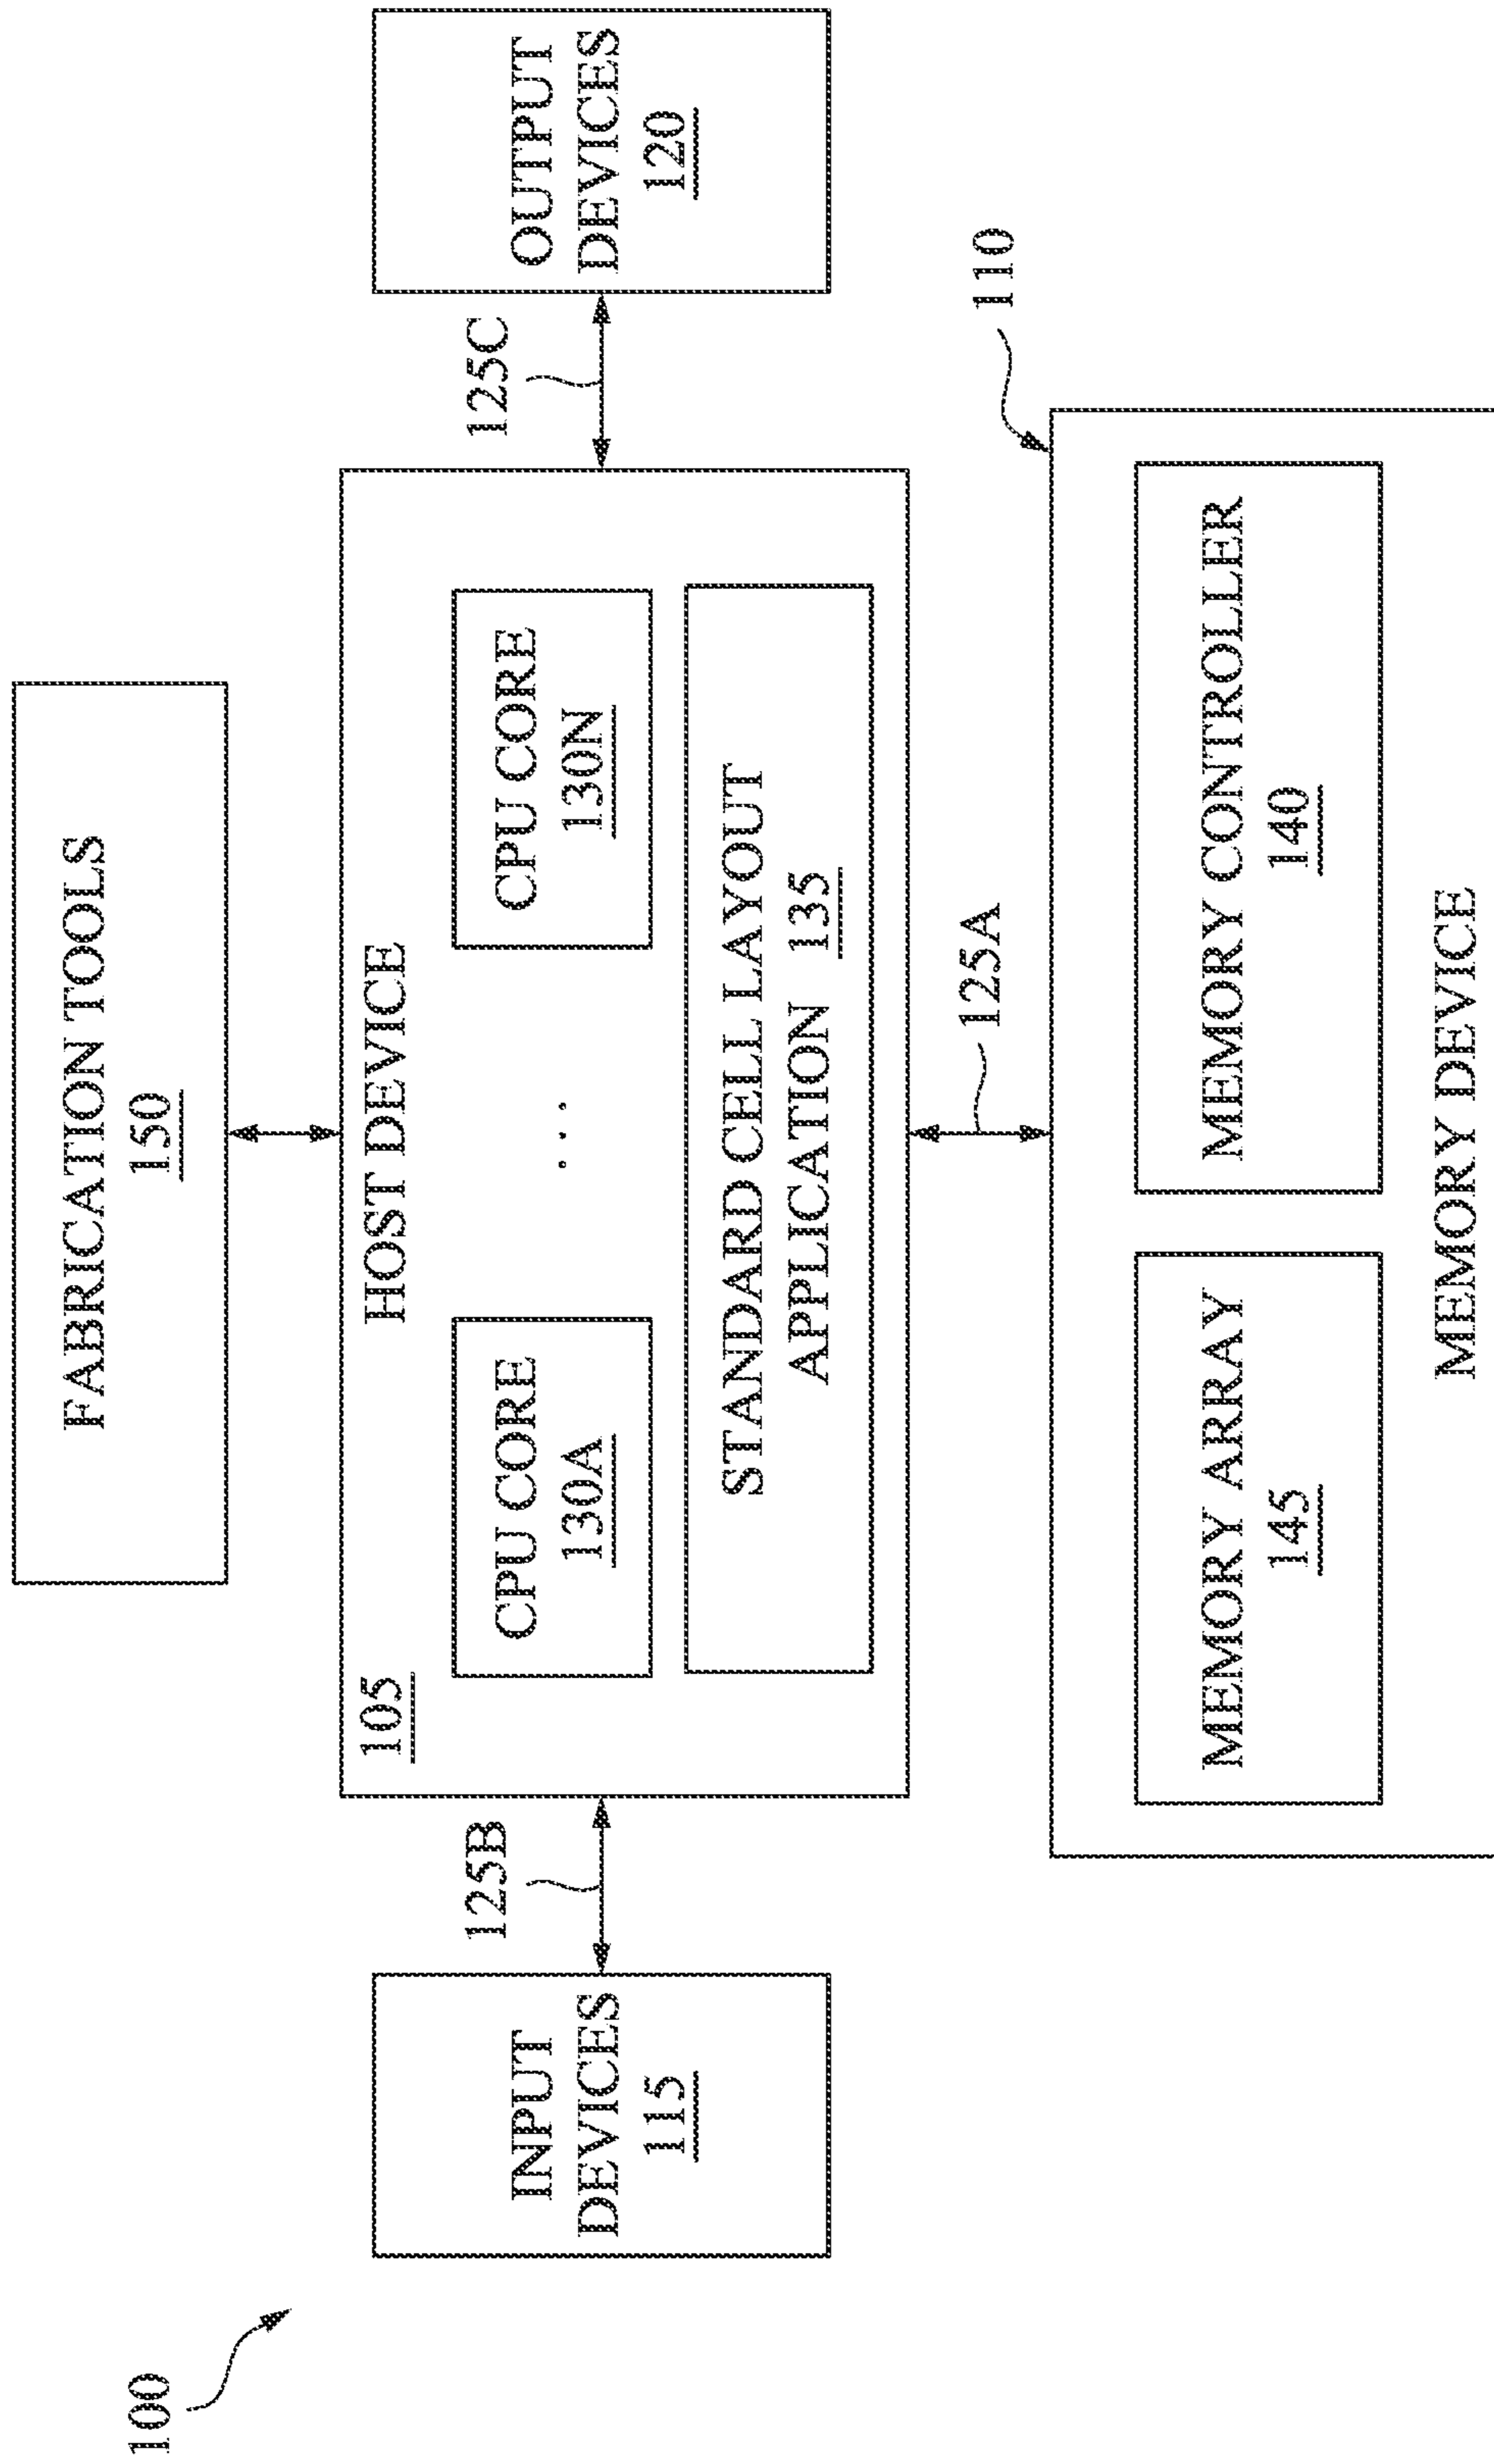 100
FABRICATION TOOLS
150
HOST DEVICE
105
CPU CORE
130A
. . .
CPU CORE
130N
STANDARD CELL LAYOUT
APPLICATION 135
INPUT
DEVICES
115
125B
125C
OUTPUT
DEVICES
120
125A
110
MEMORY ARRAY
145
MEMORY CONTROLLER
140
MEMORY DEVICE